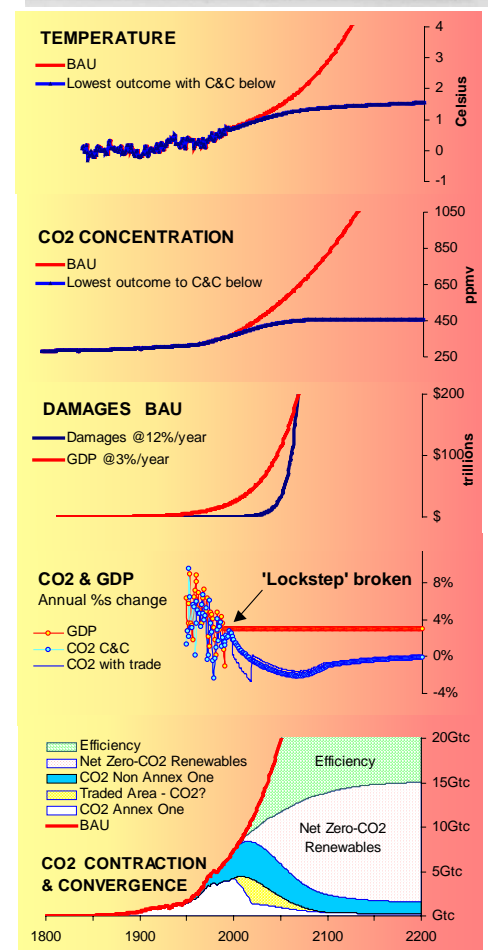 TEMPERATURE
BAU
Lowest outcome with C&C below
4
3
2
1
0
-1
Celsius
CO2 CONCENTRATION
BAU
Lowest outcome to C&C below
1050
850
650
450
250
ppmv
DAMAGES BAU
Damages @12%/year
GDP @3%/year
$200
$100
$
trillions
CO2 & GDP
Annual %s change
'Lockstep' broken
GDP
CO2 C&C
CO2 with trade
8%
4%
0%
-4%
Efficiency
Net Zero-CO2 Renewables
CO2 Non Annex One
Traded Area - CO2?
CO2 Annex One
BAU
CO2 CONTRACTION
& CONVERGENCE
Efficiency
Net Zero-CO2
Renewables
20Gtc
15Gtc
10Gtc
5Gtc
Gtc
1800
1900
2000
2100
2200